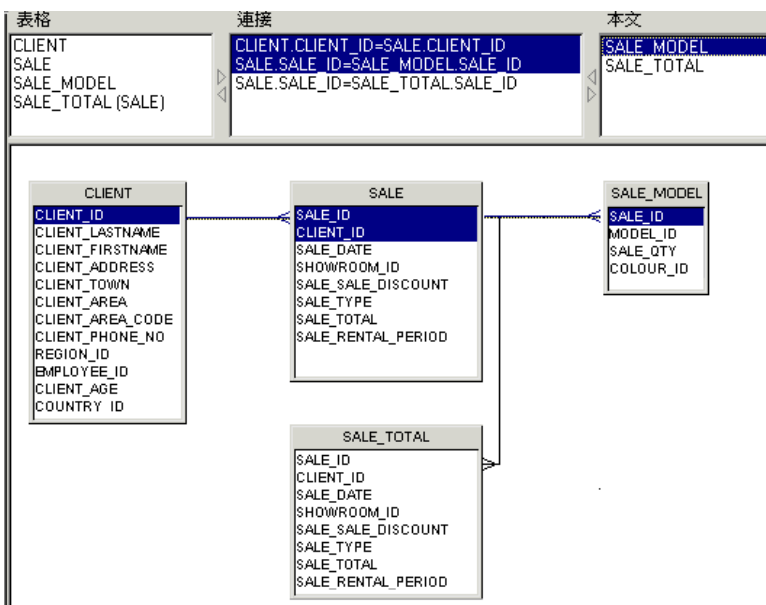 表格
CLIENT
SALE
SALE_MODEL
SALE_TOTAL (SALE)
連接
CLIENT.CLIENT_ID=SALE.CLIENT_ID
SALE.SALE_ID=SALE_MODEL.SALE_ID
SALE.SALE_ID=SALE_TOTAL.SALE_ID
本文
SALE_MODEL
SALE_TOTAL
CLIENT
CLIENT_ID
CLIENT_LASTNAME
CLIENT_FIRSTNAME
CLIENT_ADDRESS
CLIENT_TOWN
CLIENT_AREA
CLIENT_AREA_CODE
CLIENT_PHONE_NO
REGION_ID
EMPLOYEE_ID
CLIENT_AGE
COUNTRY_ID
SALE
SALE_ID
CLIENT_ID
SALE_DATE
SHOWROOM_ID
SALE_SALE_DISCOUNT
SALE_TYPE
SALE_TOTAL
SALE_RENTAL_PERIOD
SALE_MODEL
SALE_ID
MODEL_ID
SALE_QTY
COLOUR_ID
SALE_TOTAL
SALE_ID
CLIENT_ID
SALE_DATE
SHOWROOM_ID
SALE_SALE_DISCOUNT
SALE_TYPE
SALE_TOTAL
SALE_RENTAL_PERIOD